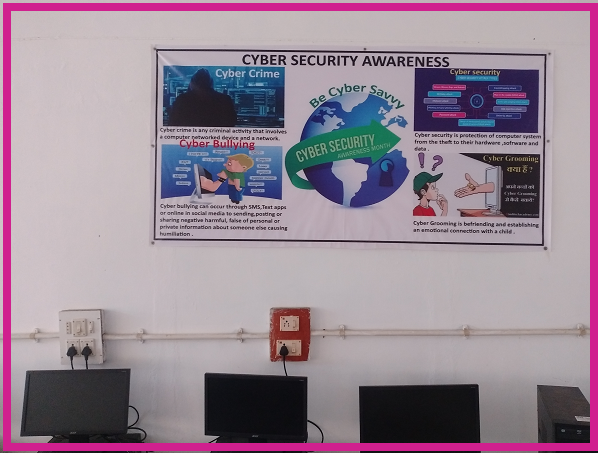 CYBER SECURITY AWARENESS
Cyber Crime
Cyber crime is any criminal activity that involves
a computer networked device and a network.
Cyber Bullying
Cyber bullying can occur through SMS,Text apps
or online in social media to sending,posting or
sharing negative harmful, false of personal or
private information about someone else causing
humiliation .
Be Cyber Savvy
CYBER SECURITY
AWARENESS MONTH
Cyber security
Cyber security is protection of computer system
from the theft to their hardware ,sofrware and
data .
Cyber Grooming
क्या है ?
Cyber Grooming
Cyber Grooming is befriending and establishing
an emotional connection with a child .